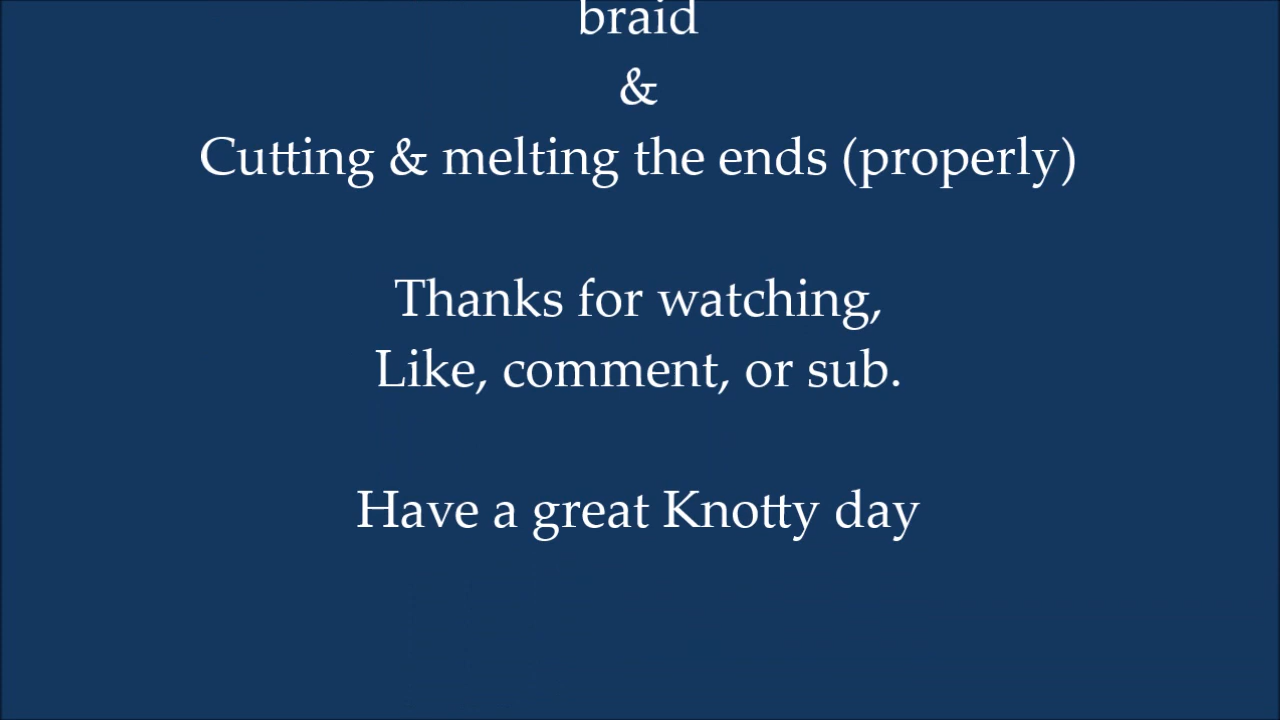 braid
&
Cutting & melting the ends (properly)
Thanks for watching,
Like, comment, or sub.
Have a great Knotty day